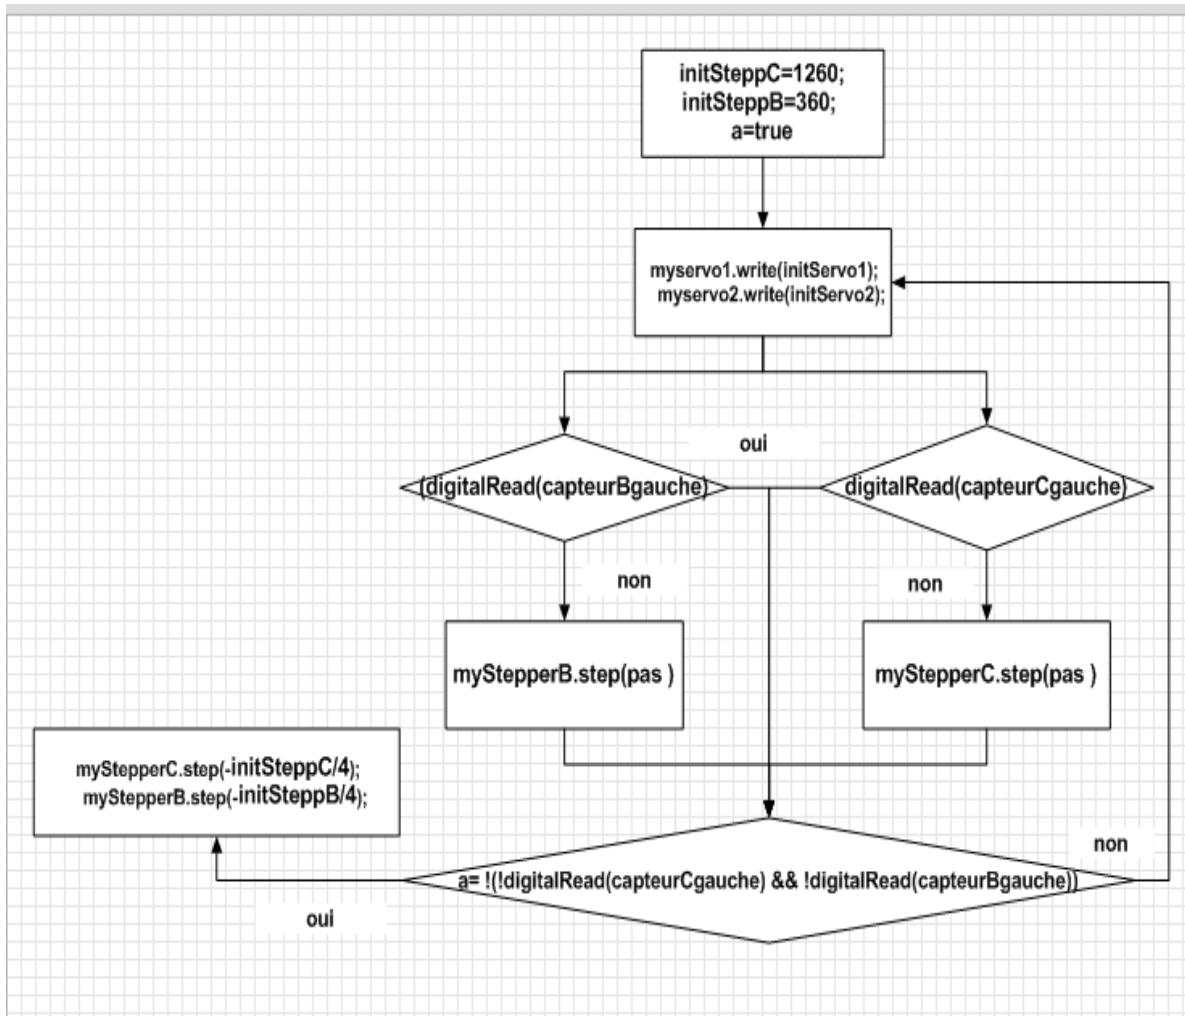 initSteppC=1260;
initSteppB=360;
a=true
myservo1.write(initServo1);
myservo2.write(initServo2);
oui
(digitalRead(capteurBgauche)
digitalRead(capteurCgauche)
non
non
myStepperB.step(pas )
myStepperC.step(pas )
myStepperC.step(-initSteppC/4);
myStepperB.step(-initSteppB/4);
non
a= !(!digitalRead(capteurCgauche) && !digitalRead(capteurBgauche))
oui